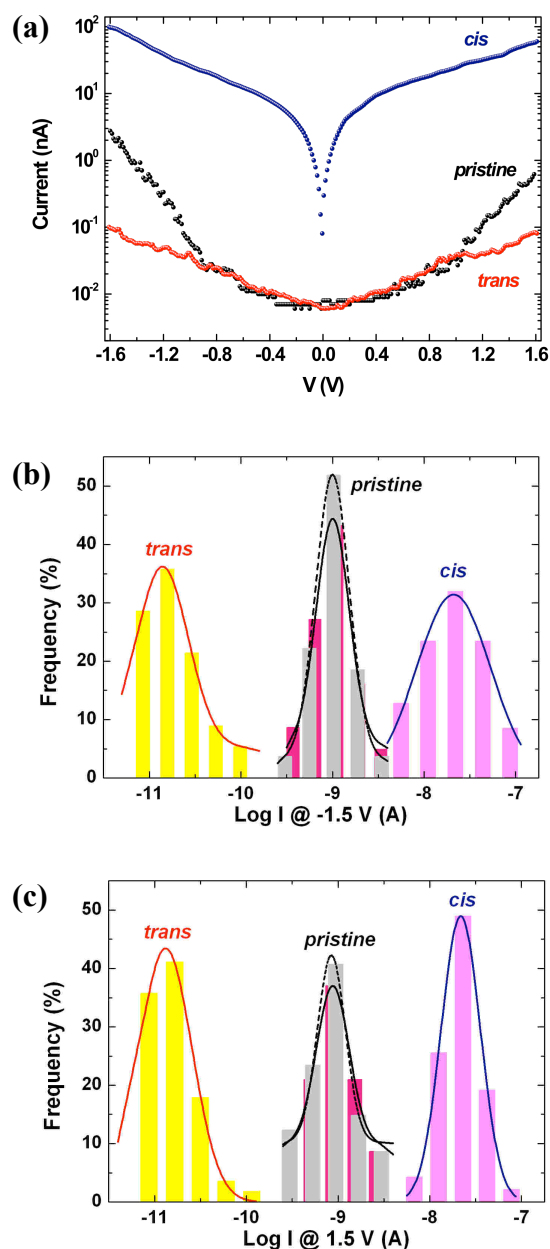 (a)
10²
10¹
10⁰
10⁻¹
10⁻²
Current (nA)
cis
pristine
trans
-1.6 -1.2 -0.8 -0.4 0.0 0.4 0.8 1.2 1.6
V (V)
(b)
50
40
30
20
10
0
Frequency (%)
trans
pristine
cis
-11 -10 -9 -8 -7
Log I @ -1.5 V (A)
(c)
50
40
30
20
10
0
Frequency (%)
trans
pristine
cis
-11 -10 -9 -8 -7
Log I @ 1.5 V (A)